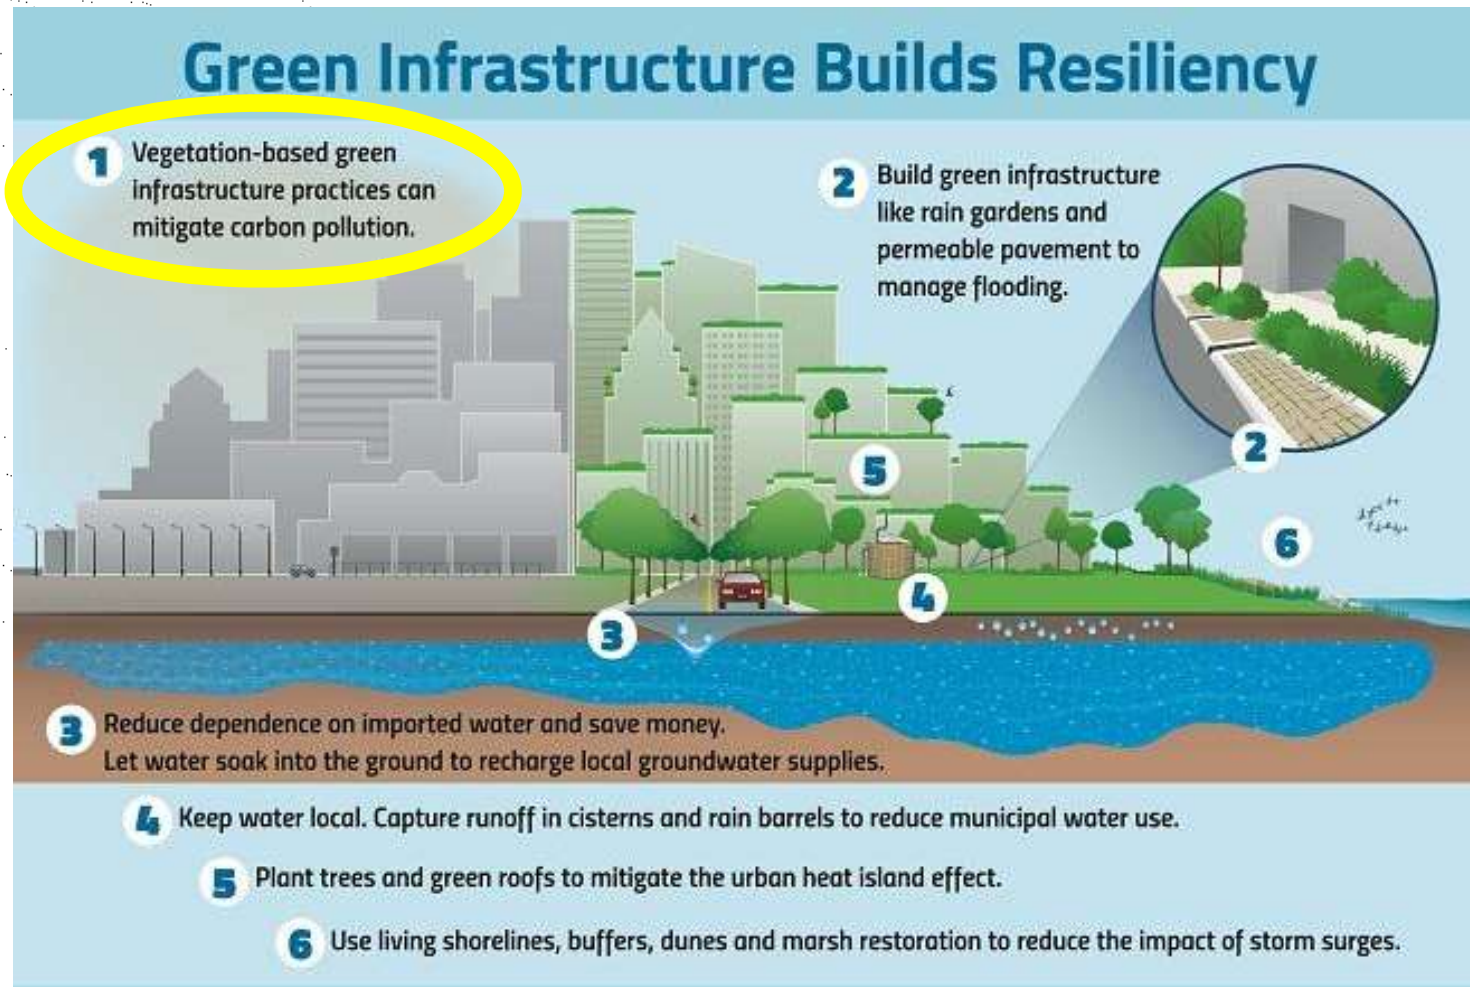 Green Infrastructure Builds Resiliency
1 Vegetation-based green
infrastructure practices can
mitigate carbon pollution.
2 Build green infrastructure
like rain gardens and
permeable pavement to
manage flooding.
2
5
6
4
3
3 Reduce dependence on imported water and save money.
Let water soak into the ground to recharge local groundwater supplies.
4 Keep water local. Capture runoff in cisterns and rain barrels to reduce municipal water use.
5 Plant trees and green roofs to mitigate the urban heat island effect.
6 Use living shorelines, buffers, dunes and marsh restoration to reduce the impact of storm surges.